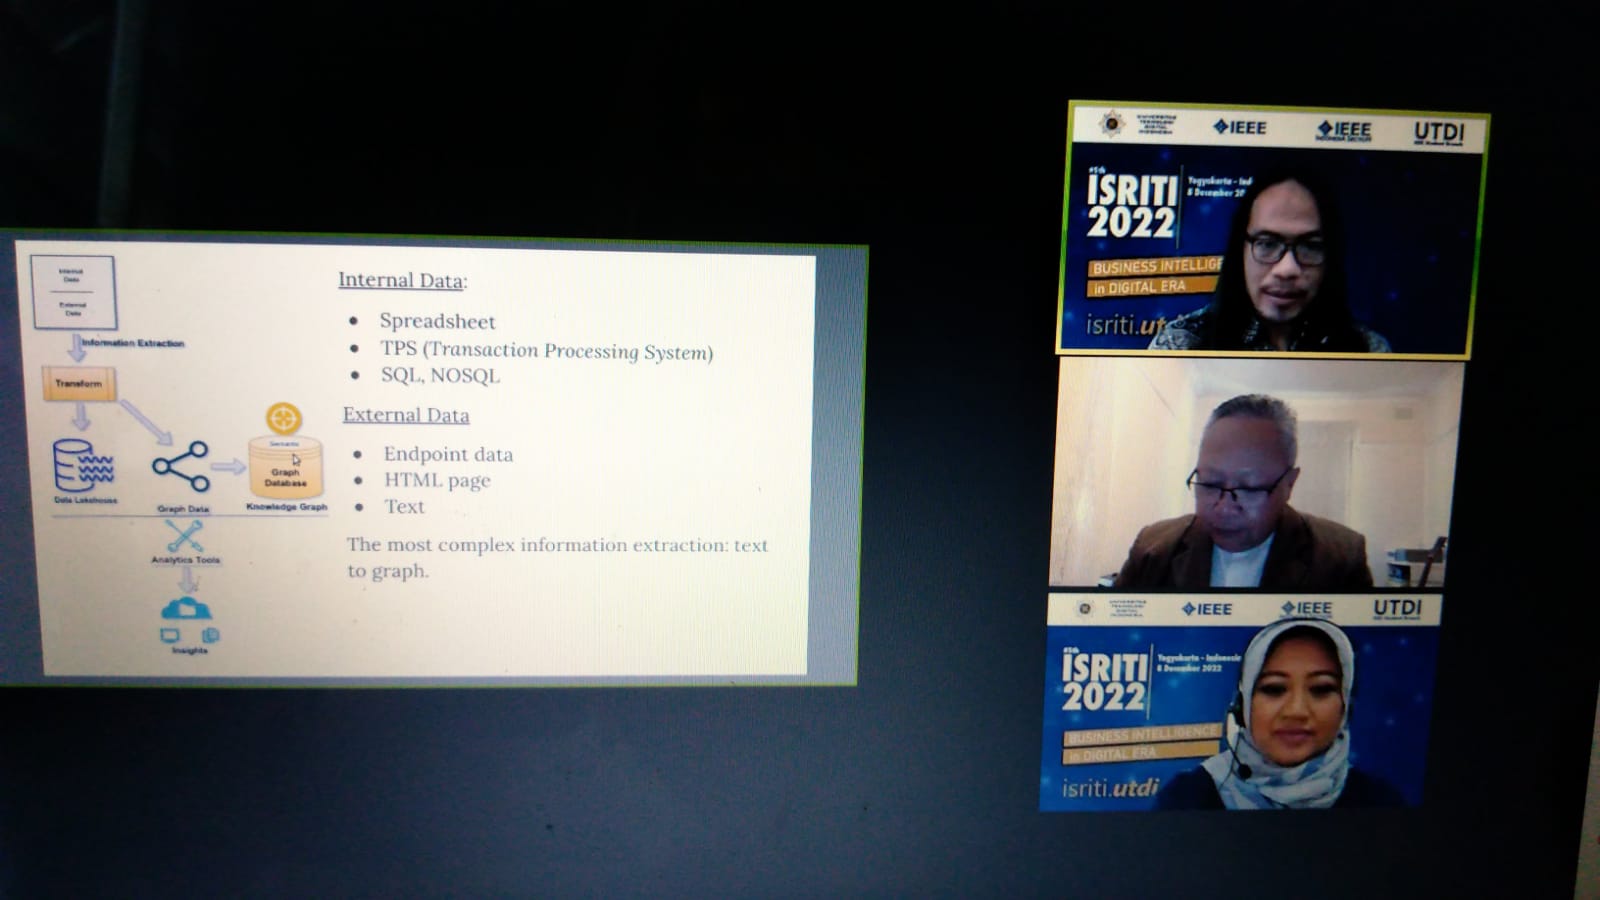 Internal
Data
External
Data
Information Extraction
Transform
Data Lakehouse
Graph Data
Semantic
Graph
Database
Knowledge Graph
Analytics Tools
Insights
Internal Data:
● Spreadsheet
● TPS (Transaction Processing System)
● SQL, NOSQL
External Data
● Endpoint data
● HTML page
● Text
The most complex information extraction: text
to graph.
UNIVERSITAS
TEKNOLOGI
DIGITAL
INDONESIA
IEEE
IEEE
INDONESIA SECTION
UTDI
IEEE Student Branch
#5th
ISRITI
2022
Yogyakarta - Ind
8 December 20
BUSINESS INTELLIGE
in DIGITAL ERA
isriti.ut
UNIVERSITAS
TEKNOLOGI
DIGITAL
INDONESIA
IEEE
IEEE
UTDI
IEEE Student Branch
#5th
ISRITI
2022
Yogyakarta - Indonesia
8 December 2022
BUSINESS INTELLIGENCE
in DIGITAL ERA
isriti.utdi